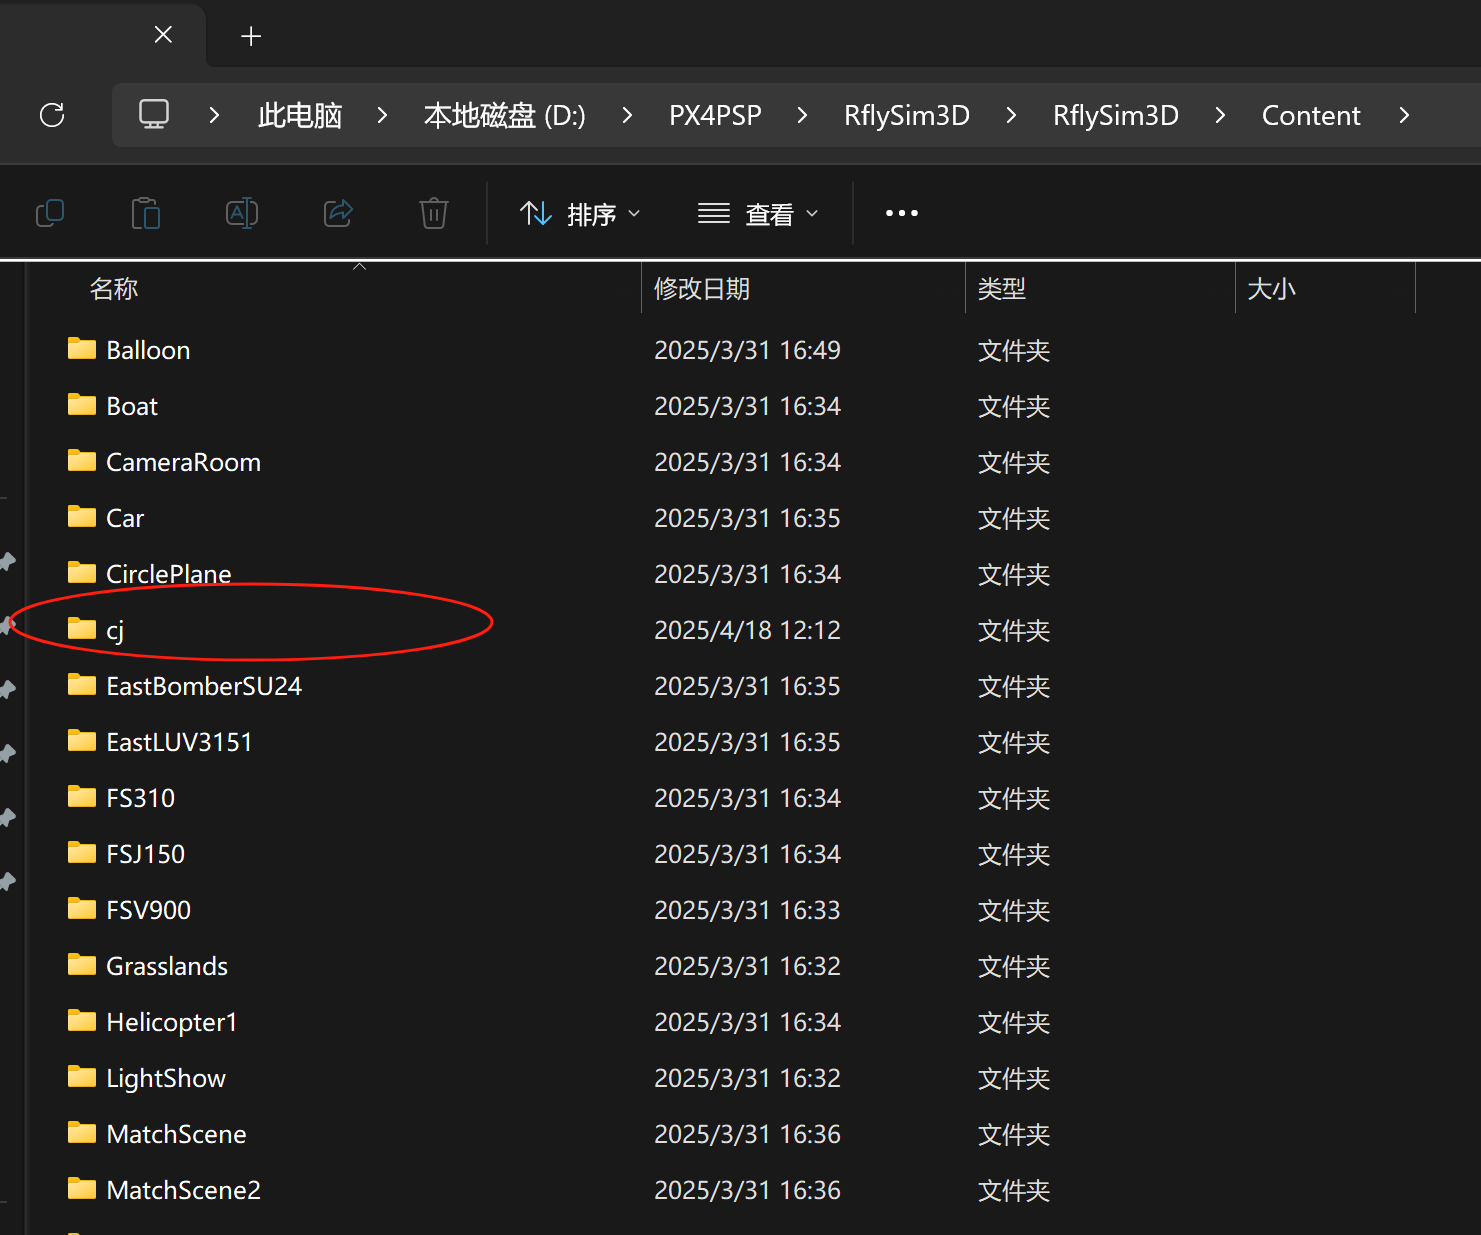 此电脑 > 本地磁盘 (D:) > PX4PSP > RflySim3D > RflySim3D > Content >
排序 查看
名称 修改日期 类型 大小
Balloon 2025/3/31 16:49 文件夹
Boat 2025/3/31 16:34 文件夹
CameraRoom 2025/3/31 16:34 文件夹
Car 2025/3/31 16:35 文件夹
CirclePlane 2025/3/31 16:34 文件夹
cj 2025/4/18 12:12 文件夹
EastBomberSU24 2025/3/31 16:35 文件夹
EastLUV3151 2025/3/31 16:35 文件夹
FS310 2025/3/31 16:34 文件夹
FSJ150 2025/3/31 16:34 文件夹
FSV900 2025/3/31 16:33 文件夹
Grasslands 2025/3/31 16:32 文件夹
Helicopter1 2025/3/31 16:34 文件夹
LightShow 2025/3/31 16:32 文件夹
MatchScene 2025/3/31 16:36 文件夹
MatchScene2 2025/3/31 16:36 文件夹